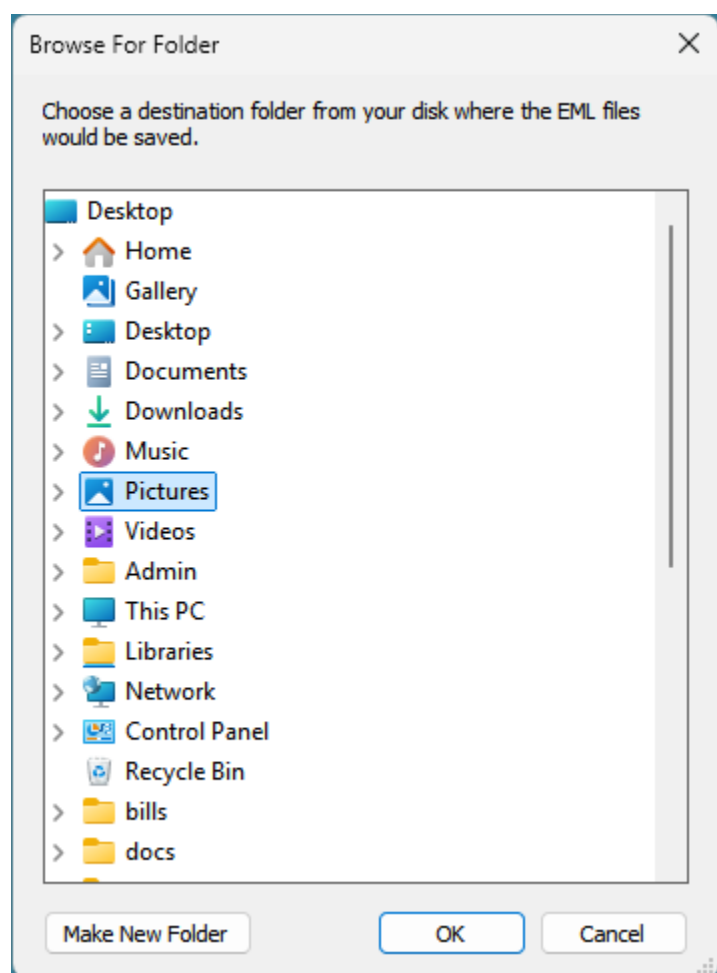 Browse For Folder
Choose a destination folder from your disk where the EML files
would be saved.
Desktop
Home
Gallery
Desktop
Documents
Downloads
Music
Pictures
Videos
Admin
This PC
Libraries
Network
Control Panel
Recycle Bin
bills
docs
Make New Folder
OK
Cancel